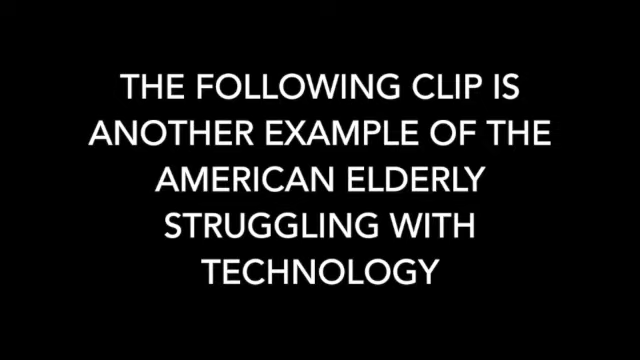 THE FOLLOWING CLIP IS
ANOTHER EXAMPLE OF THE
AMERICAN ELDERLY
STRUGGLING WITH
TECHNOLOGY